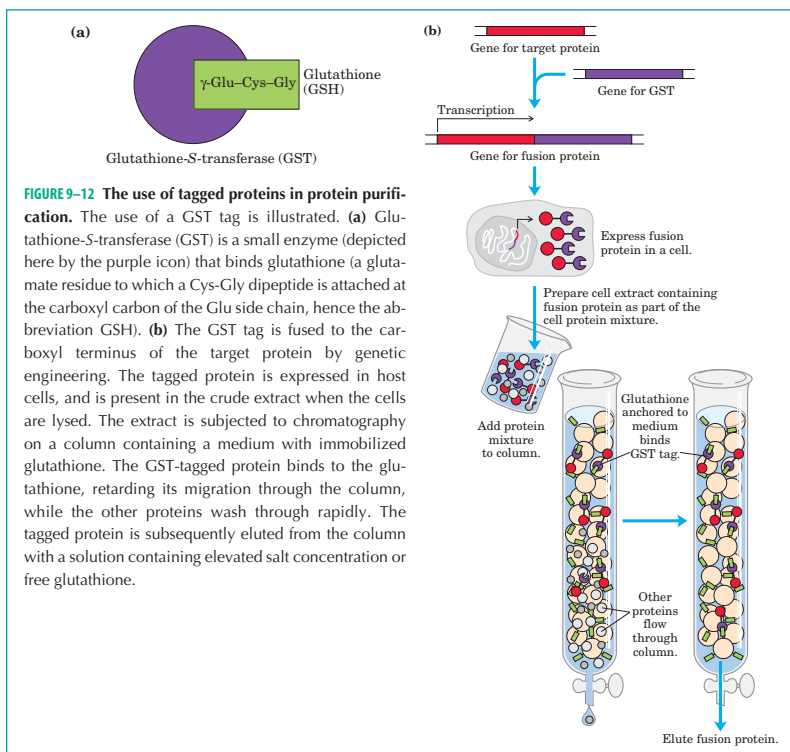 (a)
γ-Glu–Cys–Gly
Glutathione
(GSH)
Glutathione-S-transferase (GST)
FIGURE 9–12 The use of tagged proteins in protein purifi-
cation. The use of a GST tag is illustrated. (a) Glu-
tathione-S-transferase (GST) is a small enzyme (depicted
here by the purple icon) that binds glutathione (a gluta-
mate residue to which a Cys-Gly dipeptide is attached at
the carboxyl carbon of the Glu side chain, hence the ab-
breviation GSH). (b) The GST tag is fused to the car-
boxyl terminus of the target protein by genetic
engineering. The tagged protein is expressed in host
cells, and is present in the crude extract when the cells
are lysed. The extract is subjected to chromatography
on a column containing a medium with immobilized
glutathione. The GST-tagged protein binds to the glu-
tathione, retarding its migration through the column,
while the other proteins wash through rapidly. The
tagged protein is subsequently eluted from the column
with a solution containing elevated salt concentration or
free glutathione.
(b)
Gene for target protein
Gene for GST
Transcription
Gene for fusion protein
Express fusion
protein in a cell.
Prepare cell extract containing
fusion protein as part of the
cell protein mixture.
Add protein
mixture
to column.
Glutathione
anchored to
medium
binds
GST tag.
Other
proteins
flow
through
column.
Elute fusion protein.